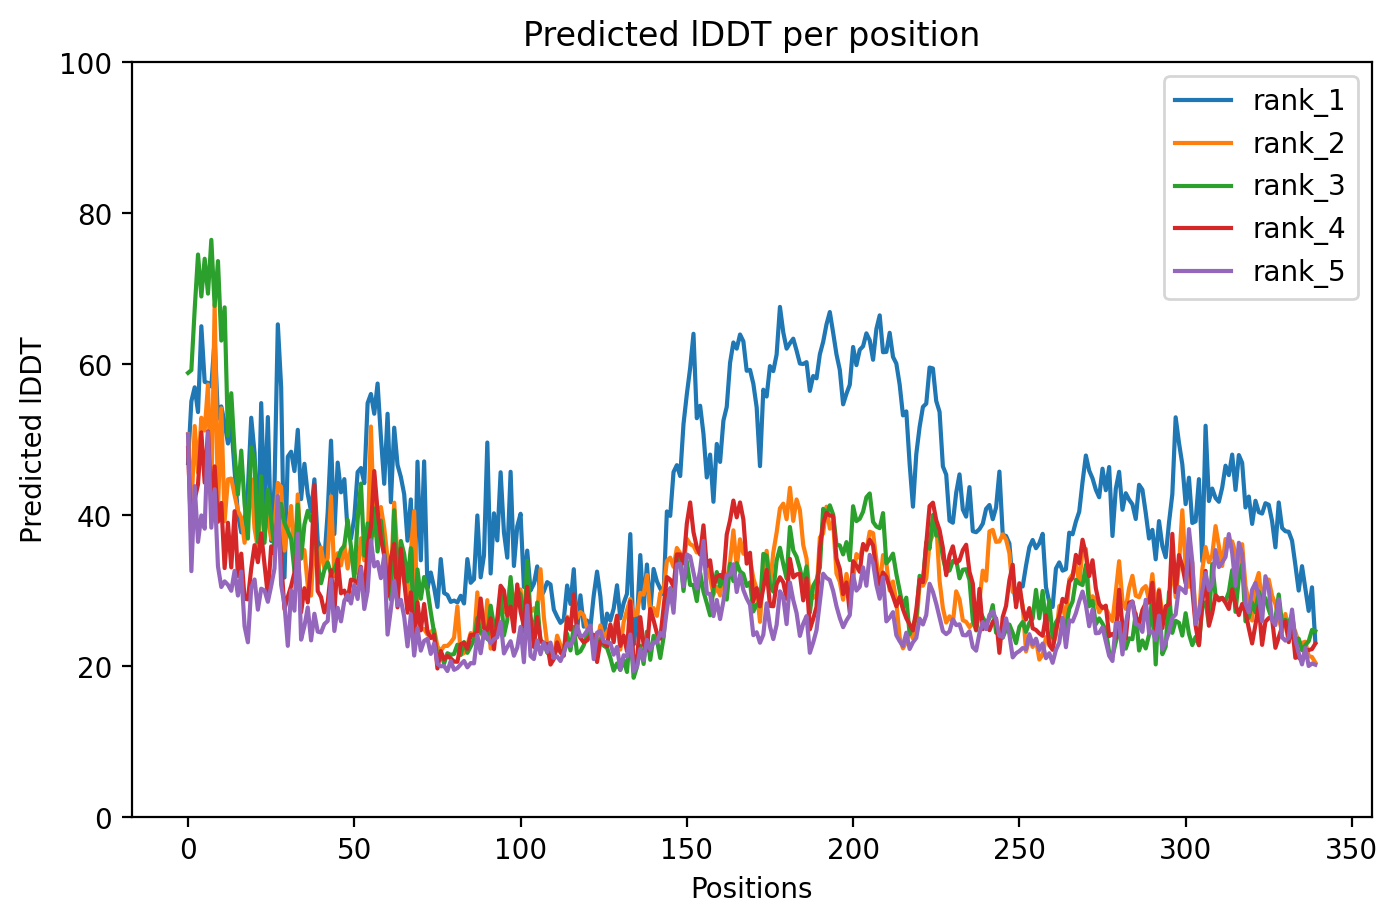 Predicted lDDT per position
100
80
60
40
20
0
Predicted lDDT
rank_1
rank_2
rank_3
rank_4
rank_5
0 50 100 150 200 250 300 350
Positions